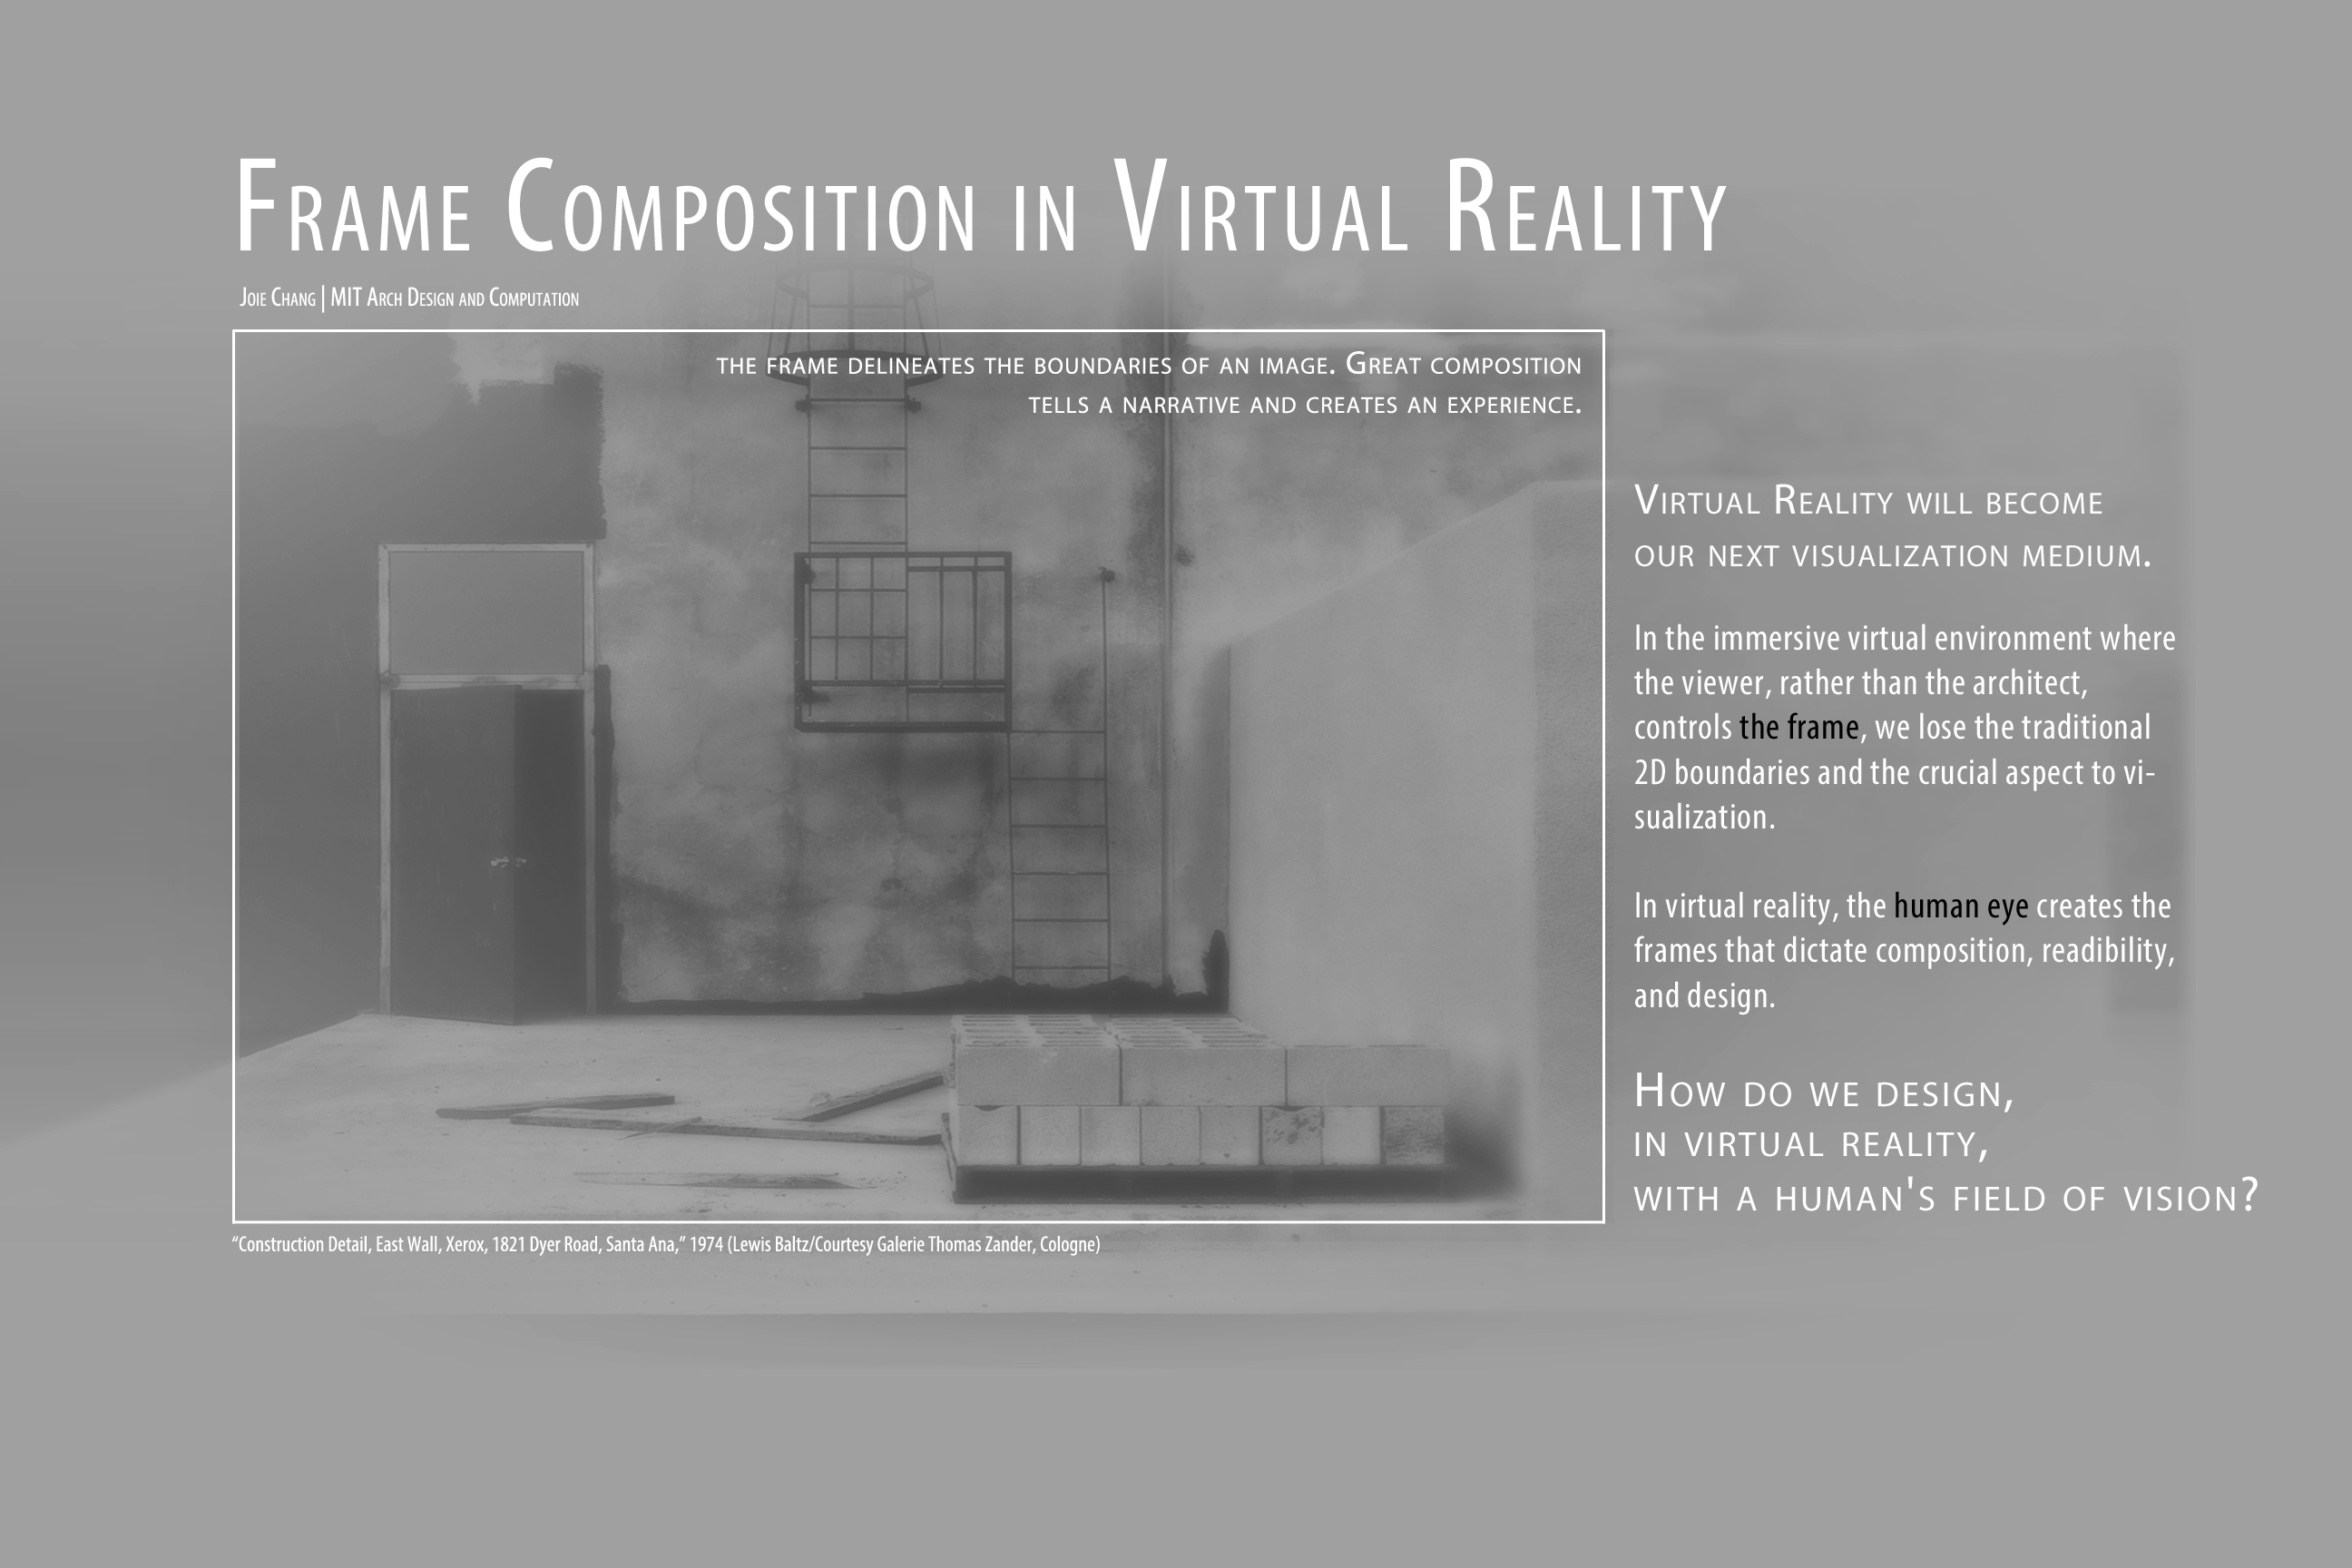 Frame Composition in Virtual Reality
Joie Chang | MIT Arch Design and Computation
the frame delineates the boundaries of an image. Great composition
tells a narrative and creates an experience.
Virtual Reality will become
our next visualization medium.
In the immersive virtual environment where
the viewer, rather than the architect,
controls the frame, we lose the traditional
2D boundaries and the crucial aspect to vi-
sualization.
In virtual reality, the human eye creates the
frames that dictate composition, readibility,
and design.
How do we design,
in virtual reality,
with a human's field of vision?
“Construction Detail, East Wall, Xerox, 1821 Dyer Road, Santa Ana,” 1974 (Lewis Baltz/Courtesy Galerie Thomas Zander, Cologne)